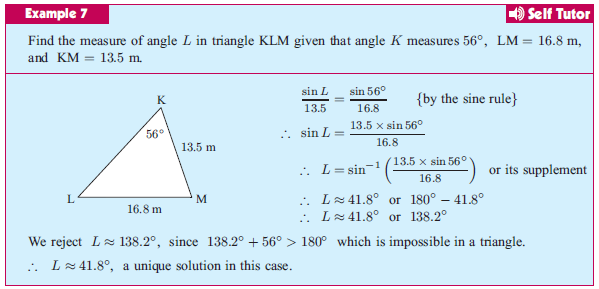 Example 7
Self Tutor
Find the measure of angle L in triangle KLM given that angle K measures 56°, LM = 16.8 m,
and KM = 13.5 m.
K
56°
13.5 m
L
M
16.8 m
sin L / 13.5 = sin 56° / 16.8 {by the sine rule}
∴ sin L = 13.5 × sin 56° / 16.8
∴ L = sin⁻¹ (13.5 × sin 56° / 16.8) or its supplement
∴ L ≈ 41.8° or 180° − 41.8°
∴ L ≈ 41.8° or 138.2°
We reject L ≈ 138.2°, since 138.2° + 56° > 180° which is impossible in a triangle.
∴ L ≈ 41.8°, a unique solution in this case.